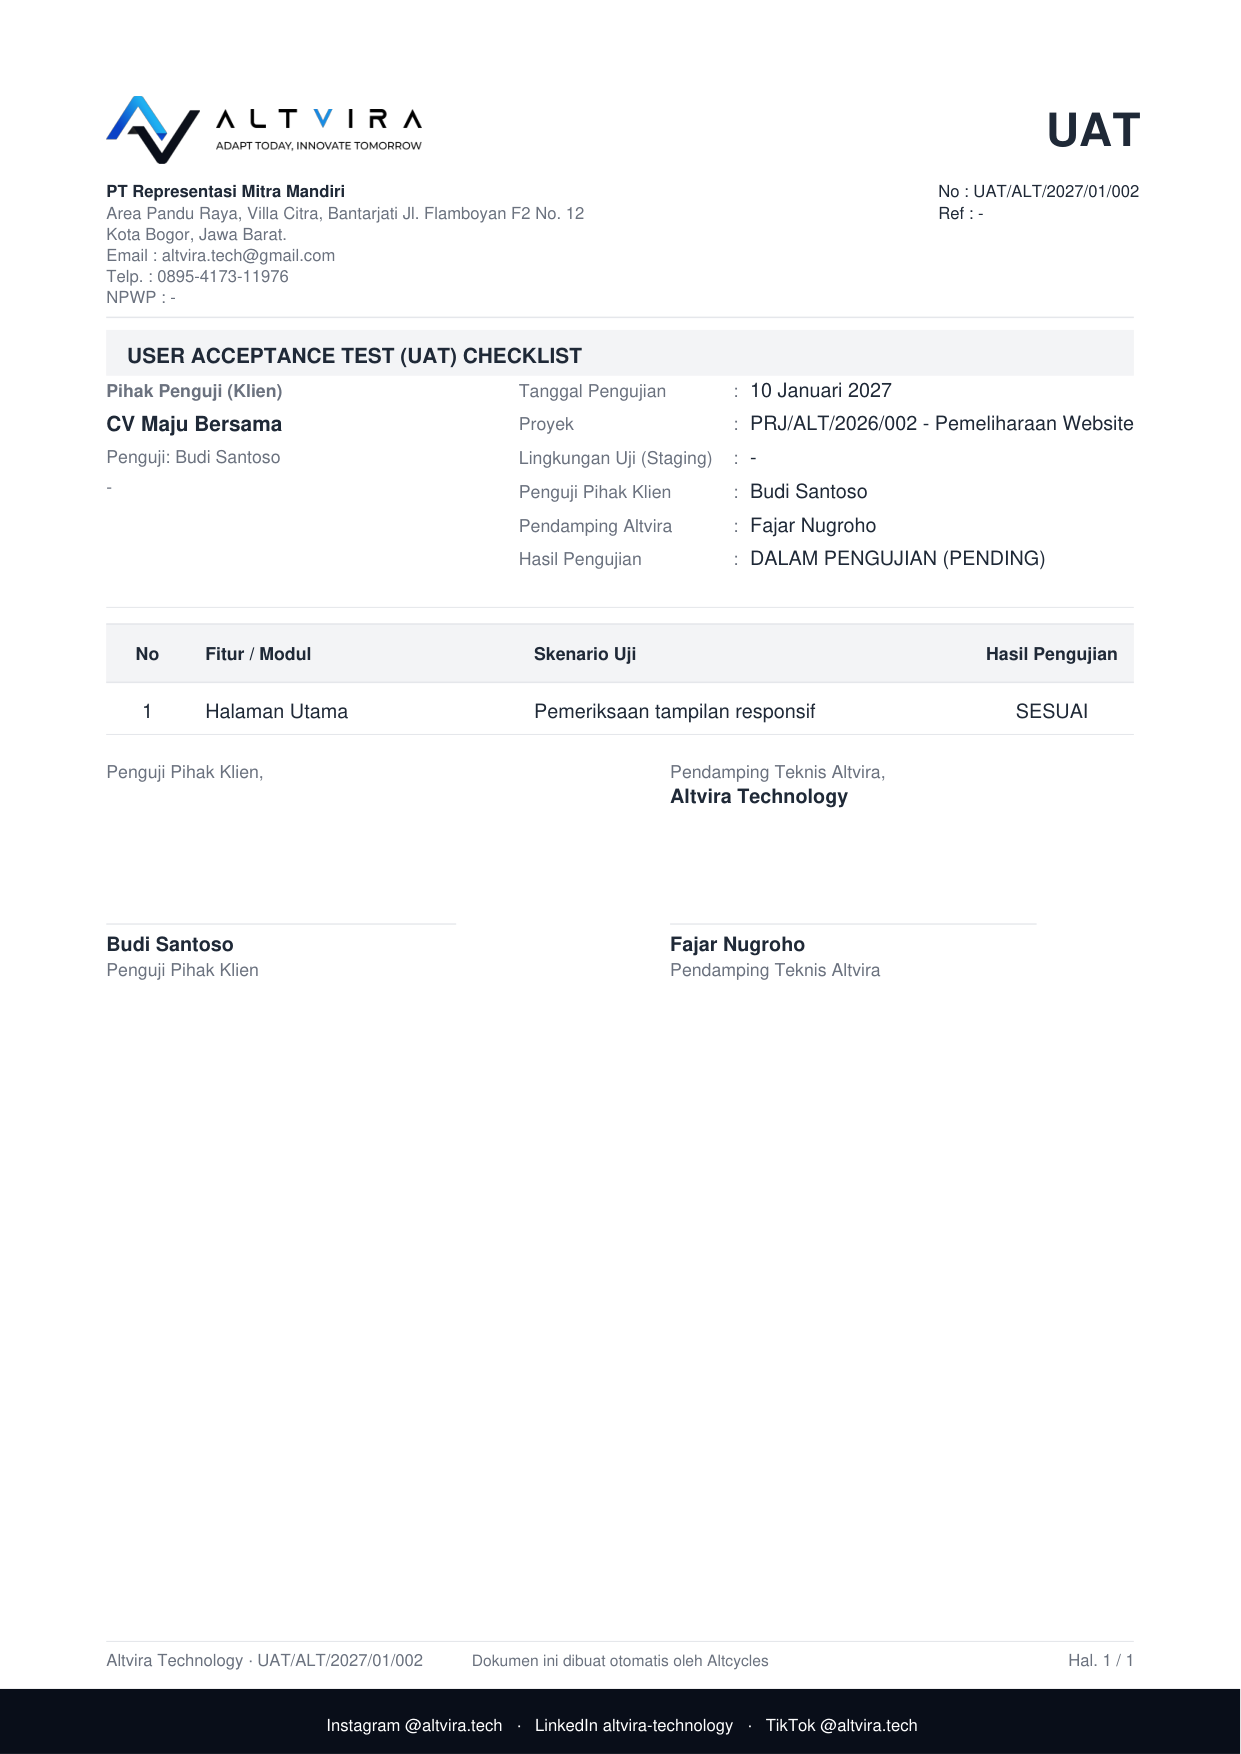 ALTVIRA
ADAPT TODAY, INNOVATE TOMORROW
UAT
PT Representasi Mitra Mandiri
Area Pandu Raya, Villa Citra, Bantarjati Jl. Flamboyan F2 No. 12
Kota Bogor, Jawa Barat.
Email : altvira.tech@gmail.com
Telp. : 0895-4173-11976
NPWP : -
No : UAT/ALT/2027/01/002
Ref : -
USER ACCEPTANCE TEST (UAT) CHECKLIST
Pihak Penguji (Klien)
CV Maju Bersama
Penguji: Budi Santoso
-
Tanggal Pengujian : 10 Januari 2027
Proyek : PRJ/ALT/2026/002 - Pemeliharaan Website
Lingkungan Uji (Staging) : -
Penguji Pihak Klien : Budi Santoso
Pendamping Altvira : Fajar Nugroho
Hasil Pengujian : DALAM PENGUJIAN (PENDING)
No Fitur / Modul Skenario Uji Hasil Pengujian
1 Halaman Utama Pemeriksaan tampilan responsif SESUAI
Penguji Pihak Klien,
Budi Santoso
Penguji Pihak Klien
Pendamping Teknis Altvira,
Altvira Technology
Fajar Nugroho
Pendamping Teknis Altvira
Altvira Technology · UAT/ALT/2027/01/002 Dokumen ini dibuat otomatis oleh Altcycles Hal. 1 / 1
Instagram @altvira.tech · LinkedIn altvira-technology · TikTok @altvira.tech